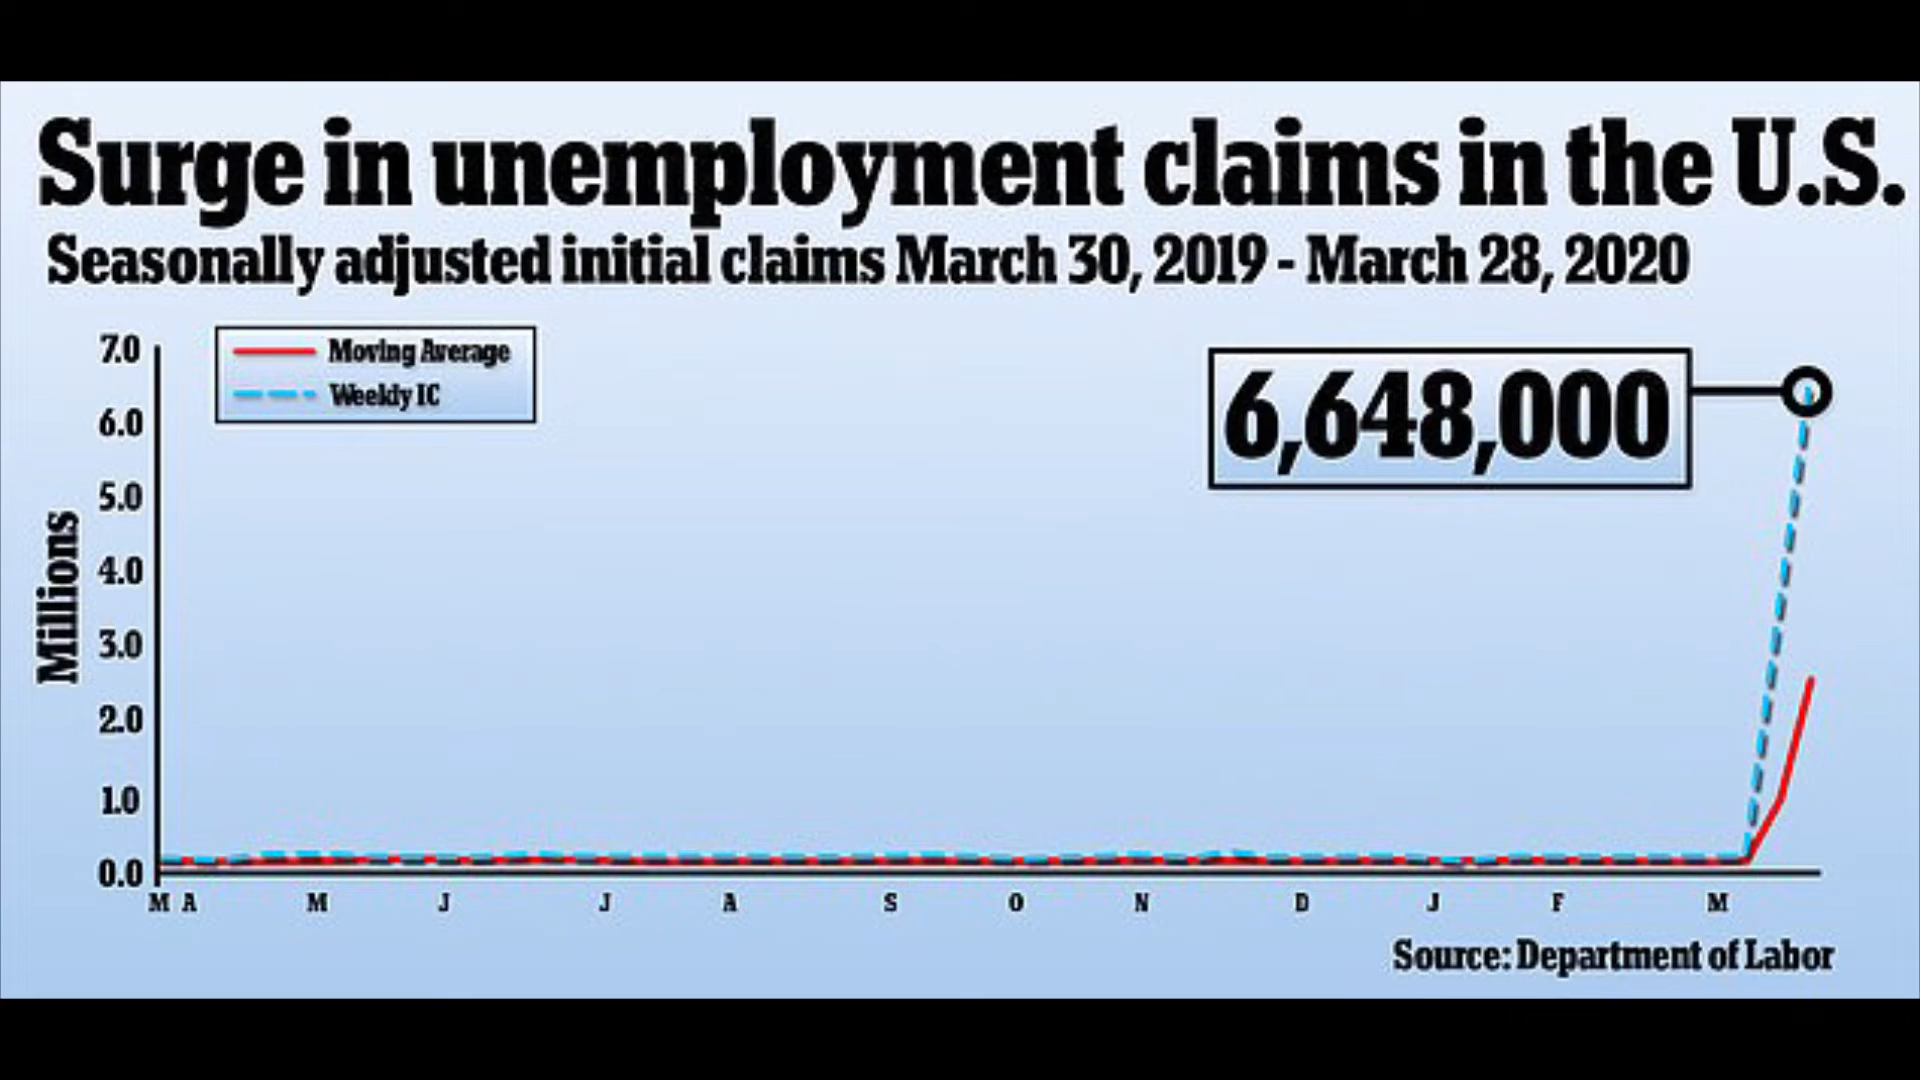 Surge in unemployment claims in the U.S.
Seasonally adjusted initial claims March 30, 2019 - March 28, 2020
Moving Average
Weekly IC
6,648,000
Millions
7.0
6.0
5.0
4.0
3.0
2.0
1.0
0.0
M A M J J A S O N D J F M
Source: Department of Labor